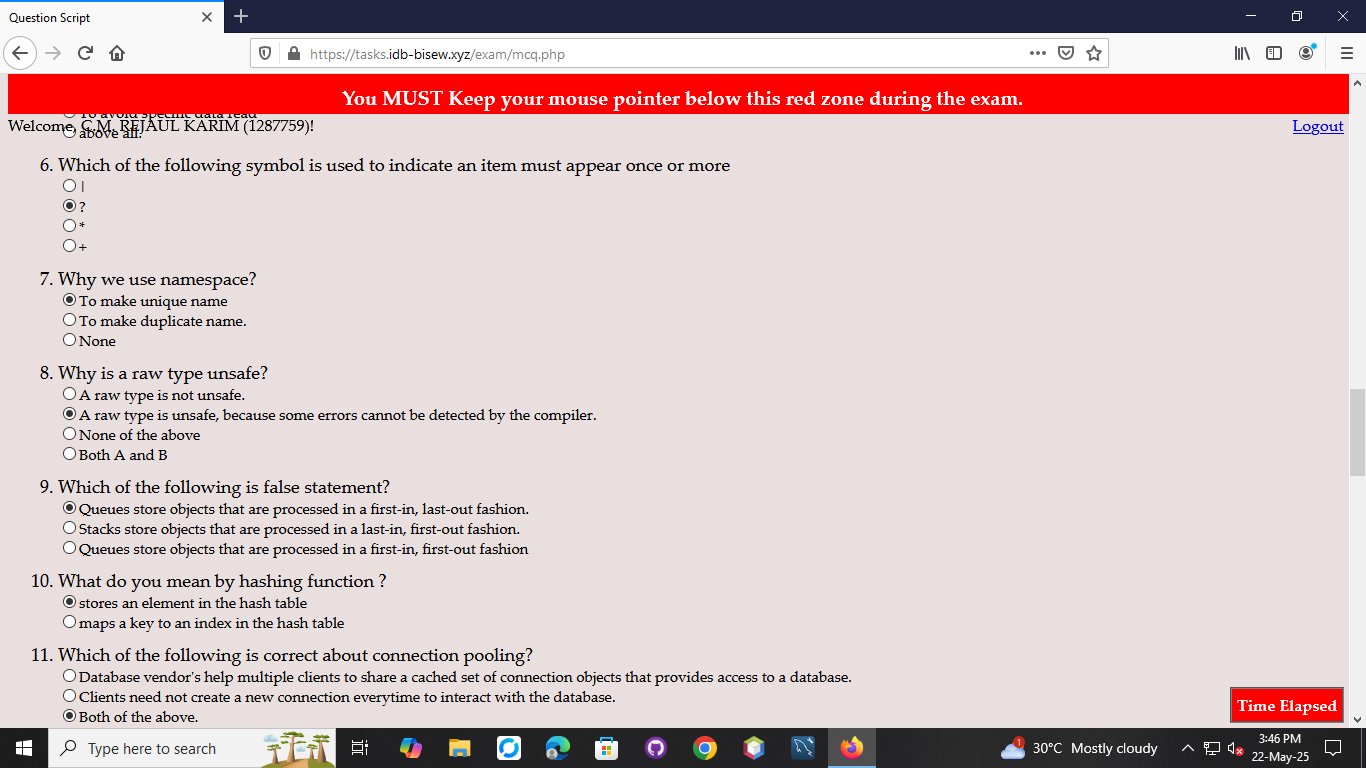 Question Script
https://tasks.idb-bisew.xyz/exam/mcq.php
You MUST Keep your mouse pointer below this red zone during the exam.
To avoid specific data read
Welcome, C.M. REJAUL KARIM (1287759)!
Logout
above all.
6. Which of the following symbol is used to indicate an item must appear once or more
|
?
*
+
7. Why we use namespace?
To make unique name
To make duplicate name.
None
8. Why is a raw type unsafe?
A raw type is not unsafe.
A raw type is unsafe, because some errors cannot be detected by the compiler.
None of the above
Both A and B
9. Which of the following is false statement?
Queues store objects that are processed in a first-in, last-out fashion.
Stacks store objects that are processed in a last-in, first-out fashion.
Queues store objects that are processed in a first-in, first-out fashion
10. What do you mean by hashing function ?
stores an element in the hash table
maps a key to an index in the hash table
11. Which of the following is correct about connection pooling?
Database vendor's help multiple clients to share a cached set of connection objects that provides access to a database.
Clients need not create a new connection everytime to interact with the database.
Both of the above.
Time Elapsed
Type here to search
1
30°C Mostly cloudy
3:46 PM
22-May-25